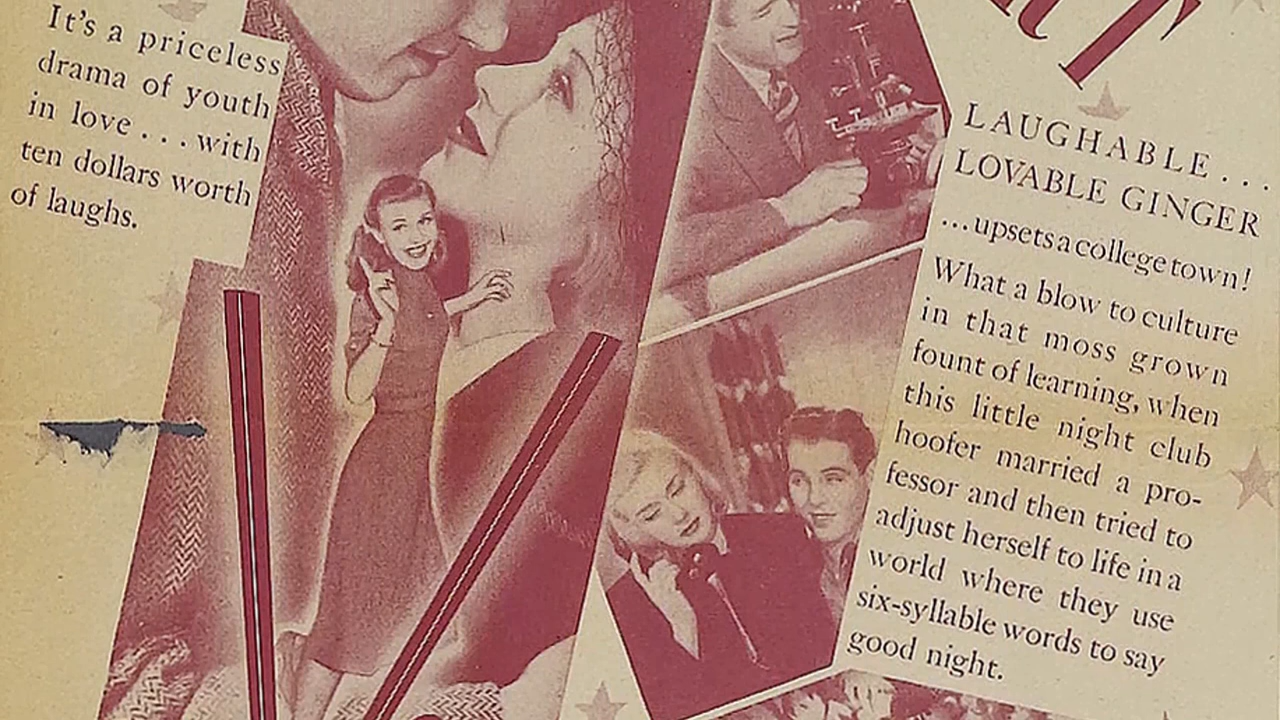 It's a priceless
drama of youth
in love . . . with
ten dollars worth
of laughs.
LAUGHABLE . . .
LOVABLE GINGER
. . . upsets a college town!
What a blow to culture
in that moss grown
fount of learning, when
this little night club
hoofer married a pro-
fessor and then tried to
adjust herself to life in a
world where they use
six-syllable words to say
good night.